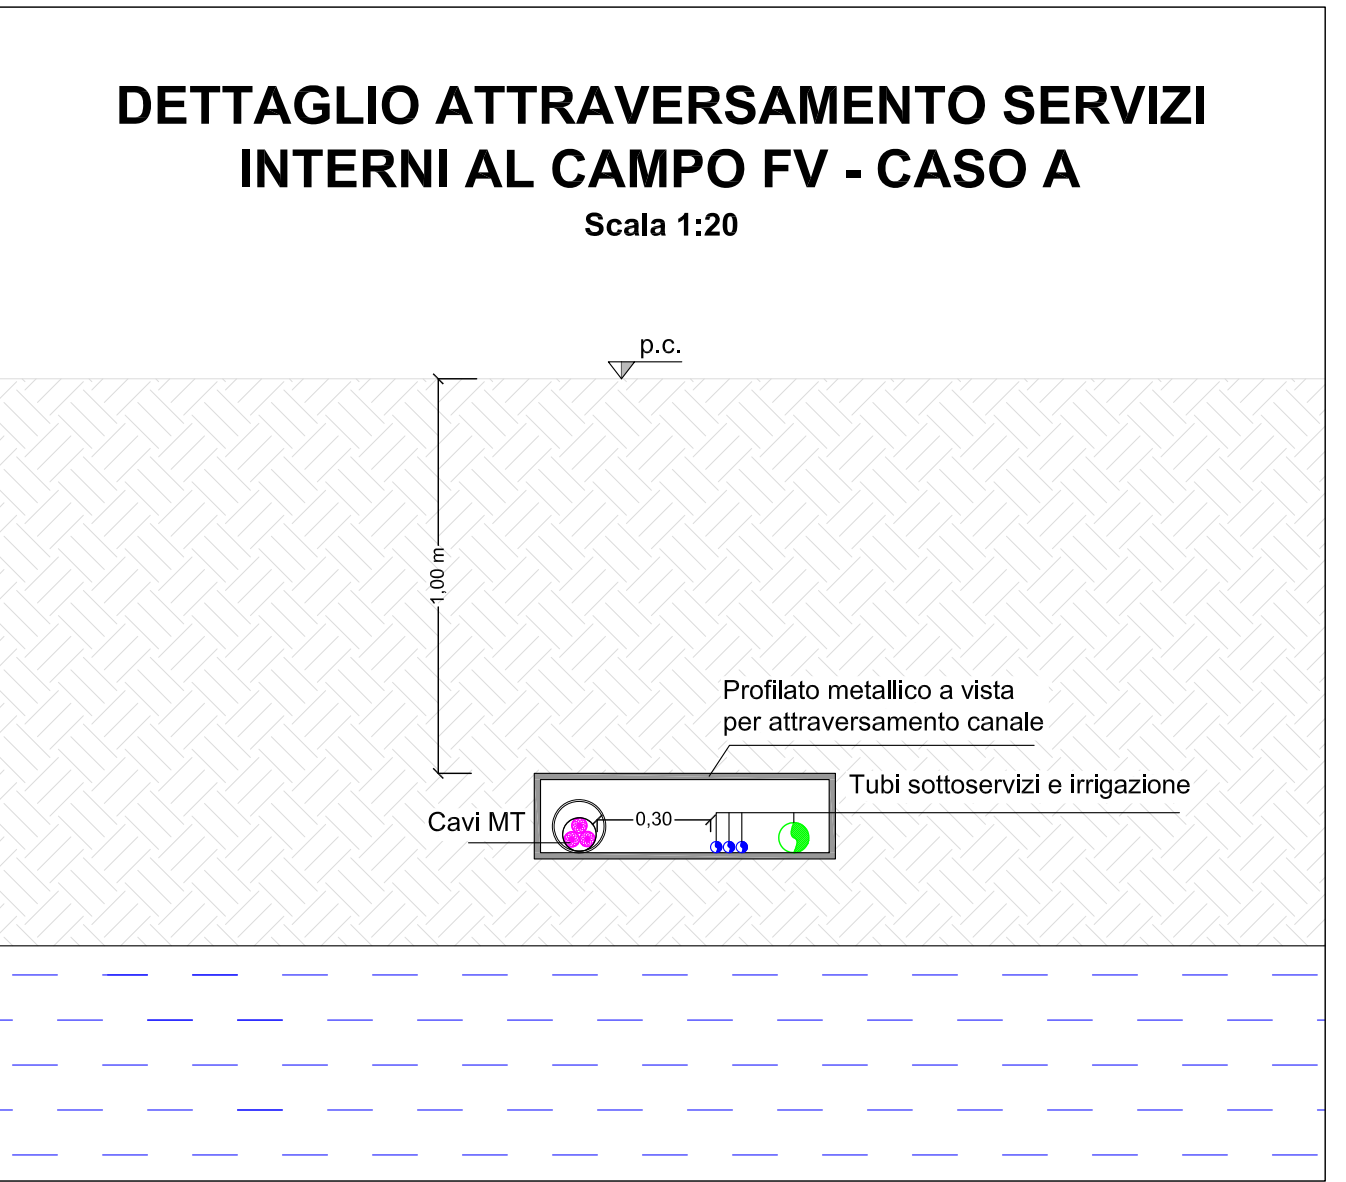 DETTAGLIO ATTRAVERSAMENTO SERVIZI
INTERNI AL CAMPO FV - CASO A
Scala 1:20
p.c.
1,00 m
Profilato metallico a vista
per attraversamento canale
Tubi sottoservizi e irrigazione
Cavi MT
0,30